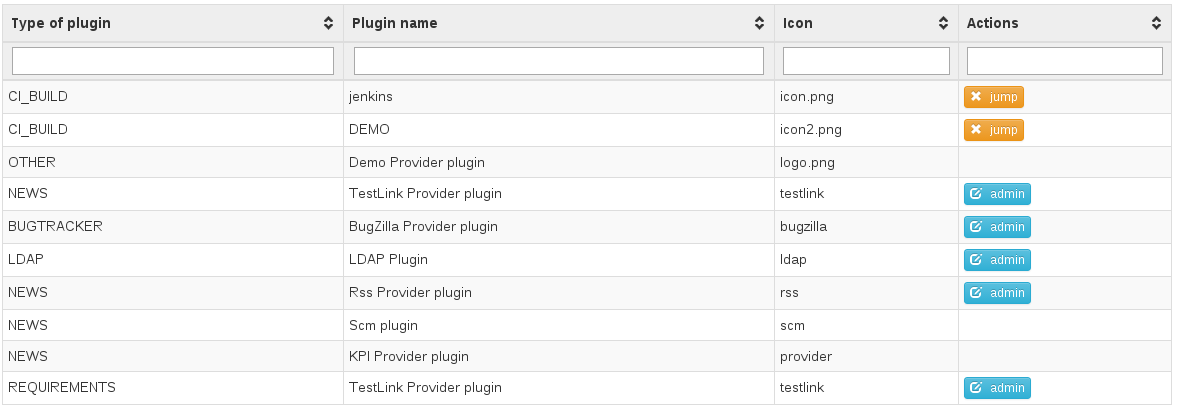 Type of plugin Plugin name Icon Actions
CI_BUILD jenkins icon.png jump
CI_BUILD DEMO icon2.png jump
OTHER Demo Provider plugin logo.png
NEWS TestLink Provider plugin testlink admin
BUGTRACKER BugZilla Provider plugin bugzilla admin
LDAP LDAP Plugin ldap admin
NEWS Rss Provider plugin rss admin
NEWS Scm plugin scm
NEWS KPI Provider plugin provider
REQUIREMENTS TestLink Provider plugin testlink admin